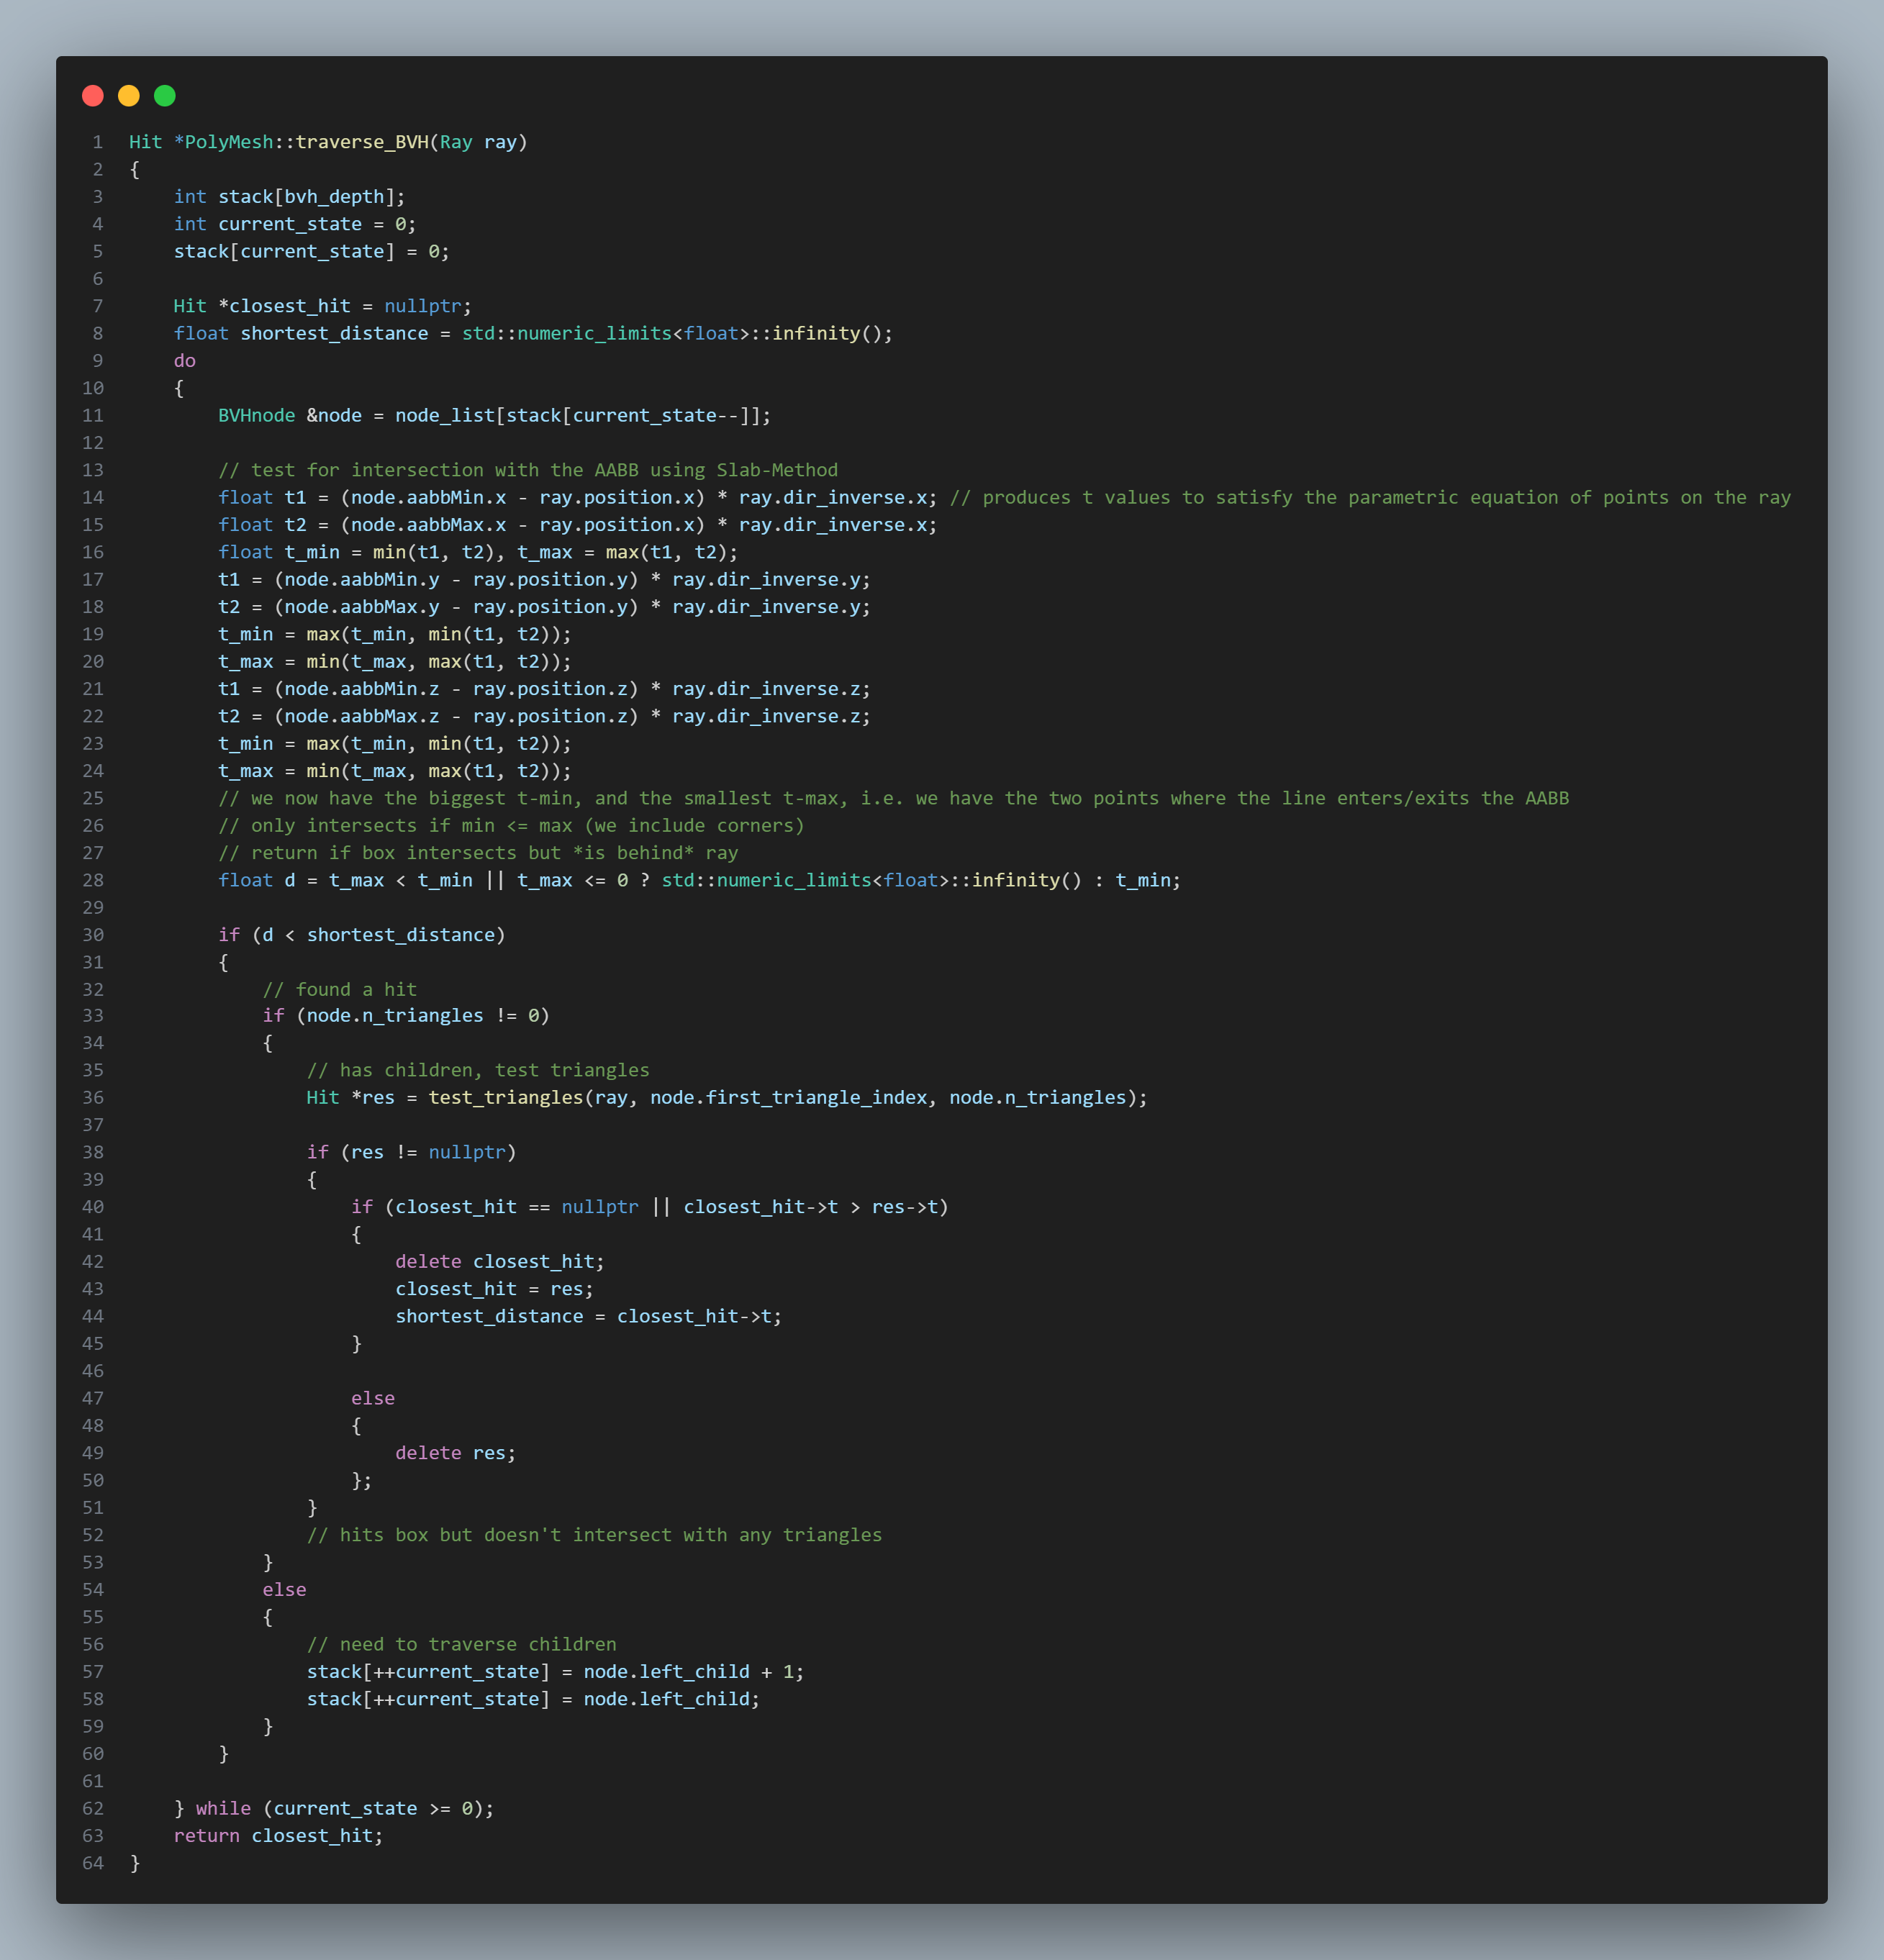 1 Hit *PolyMesh::traverse_BVH(Ray ray)
2 {
3     int stack[bvh_depth];
4     int current_state = 0;
5     stack[current_state] = 0;
6
7     Hit *closest_hit = nullptr;
8     float shortest_distance = std::numeric_limits<float>::infinity();
9     do
10     {
11         BVHnode &node = node_list[stack[current_state--]];
12
13         // test for intersection with the AABB using Slab-Method
14         float t1 = (node.aabbMin.x - ray.position.x) * ray.dir_inverse.x; // produces t values to satisfy the parametric equation of points on the ray
15         float t2 = (node.aabbMax.x - ray.position.x) * ray.dir_inverse.x;
16         float t_min = min(t1, t2), t_max = max(t1, t2);
17         t1 = (node.aabbMin.y - ray.position.y) * ray.dir_inverse.y;
18         t2 = (node.aabbMax.y - ray.position.y) * ray.dir_inverse.y;
19         t_min = max(t_min, min(t1, t2));
20         t_max = min(t_max, max(t1, t2));
21         t1 = (node.aabbMin.z - ray.position.z) * ray.dir_inverse.z;
22         t2 = (node.aabbMax.z - ray.position.z) * ray.dir_inverse.z;
23         t_min = max(t_min, min(t1, t2));
24         t_max = min(t_max, max(t1, t2));
25         // we now have the biggest t-min, and the smallest t-max, i.e. we have the two points where the line enters/exits the AABB
26         // only intersects if min <= max (we include corners)
27         // return if box intersects but *is behind* ray
28         float d = t_max < t_min || t_max <= 0 ? std::numeric_limits<float>::infinity() : t_min;
29
30         if (d < shortest_distance)
31         {
32             // found a hit
33             if (node.n_triangles != 0)
34             {
35                 // has children, test triangles
36                 Hit *res = test_triangles(ray, node.first_triangle_index, node.n_triangles);
37
38                 if (res != nullptr)
39                 {
40                     if (closest_hit == nullptr || closest_hit->t > res->t)
41                     {
42                         delete closest_hit;
43                         closest_hit = res;
44                         shortest_distance = closest_hit->t;
45                     }
46
47                     else
48                     {
49                         delete res;
50                     };
51                 }
52                 // hits box but doesn't intersect with any triangles
53             }
54             else
55             {
56                 // need to traverse children
57                 stack[++current_state] = node.left_child + 1;
58                 stack[++current_state] = node.left_child;
59             }
60         }
61
62     } while (current_state >= 0);
63     return closest_hit;
64 }